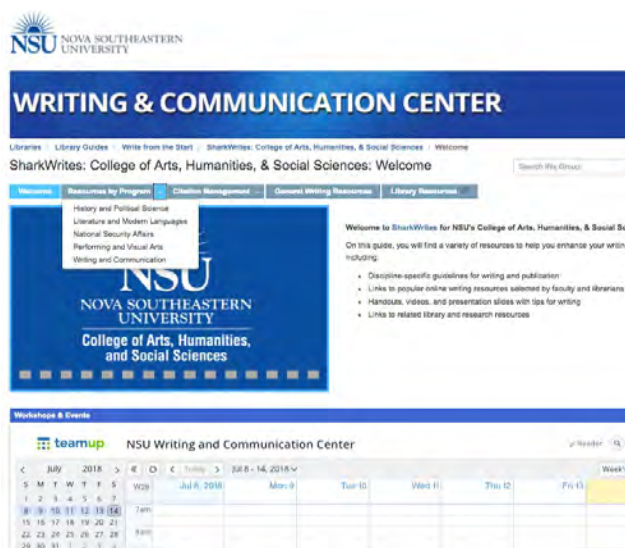 NSU NOVA SOUTHEASTERN
UNIVERSITY
WRITING & COMMUNICATION CENTER
Libraries / Library Guides / Write from the Start / SharkWrites: College of Arts, Humanities, & Social Sciences / Welcome
SharkWrites: College of Arts, Humanities, & Social Sciences: Welcome
Search this Group
Welcome Resources by Program Citation Management General Writing Resources Library Resources
History and Political Science
Literature and Modern Languages
National Security Affairs
Performing and Visual Arts
Writing and Communication
NSU
NOVA SOUTHEASTERN
UNIVERSITY
College of Arts, Humanities,
and Social Sciences
Welcome to SharkWrites for NSU's College of Arts, Humanities, & Social Sc
On this guide, you will find a variety of resources to help you enhance your writin
including:
• Discipline-specific guidelines for writing and publication
• Links to popular online writing resources selected by faculty and librarians
• Handouts, videos, and presentation slides with tips for writing
• Links to related library and research resources
Workshops & Events
teamup NSU Writing and Communication Center
July 2018 Today Jul 8 - 14, 2018 Week
S M T W T F S W28 Jul 8, 2018 Mon 9 Tue 10 Wed 11 Thu 12 Fri 13
1 2 3 4 5 6 7
8 9 10 11 12 13 14 7am
15 16 17 18 19 20 21
22 23 24 25 26 27 28 8am
29 30 31 1 2 3 4